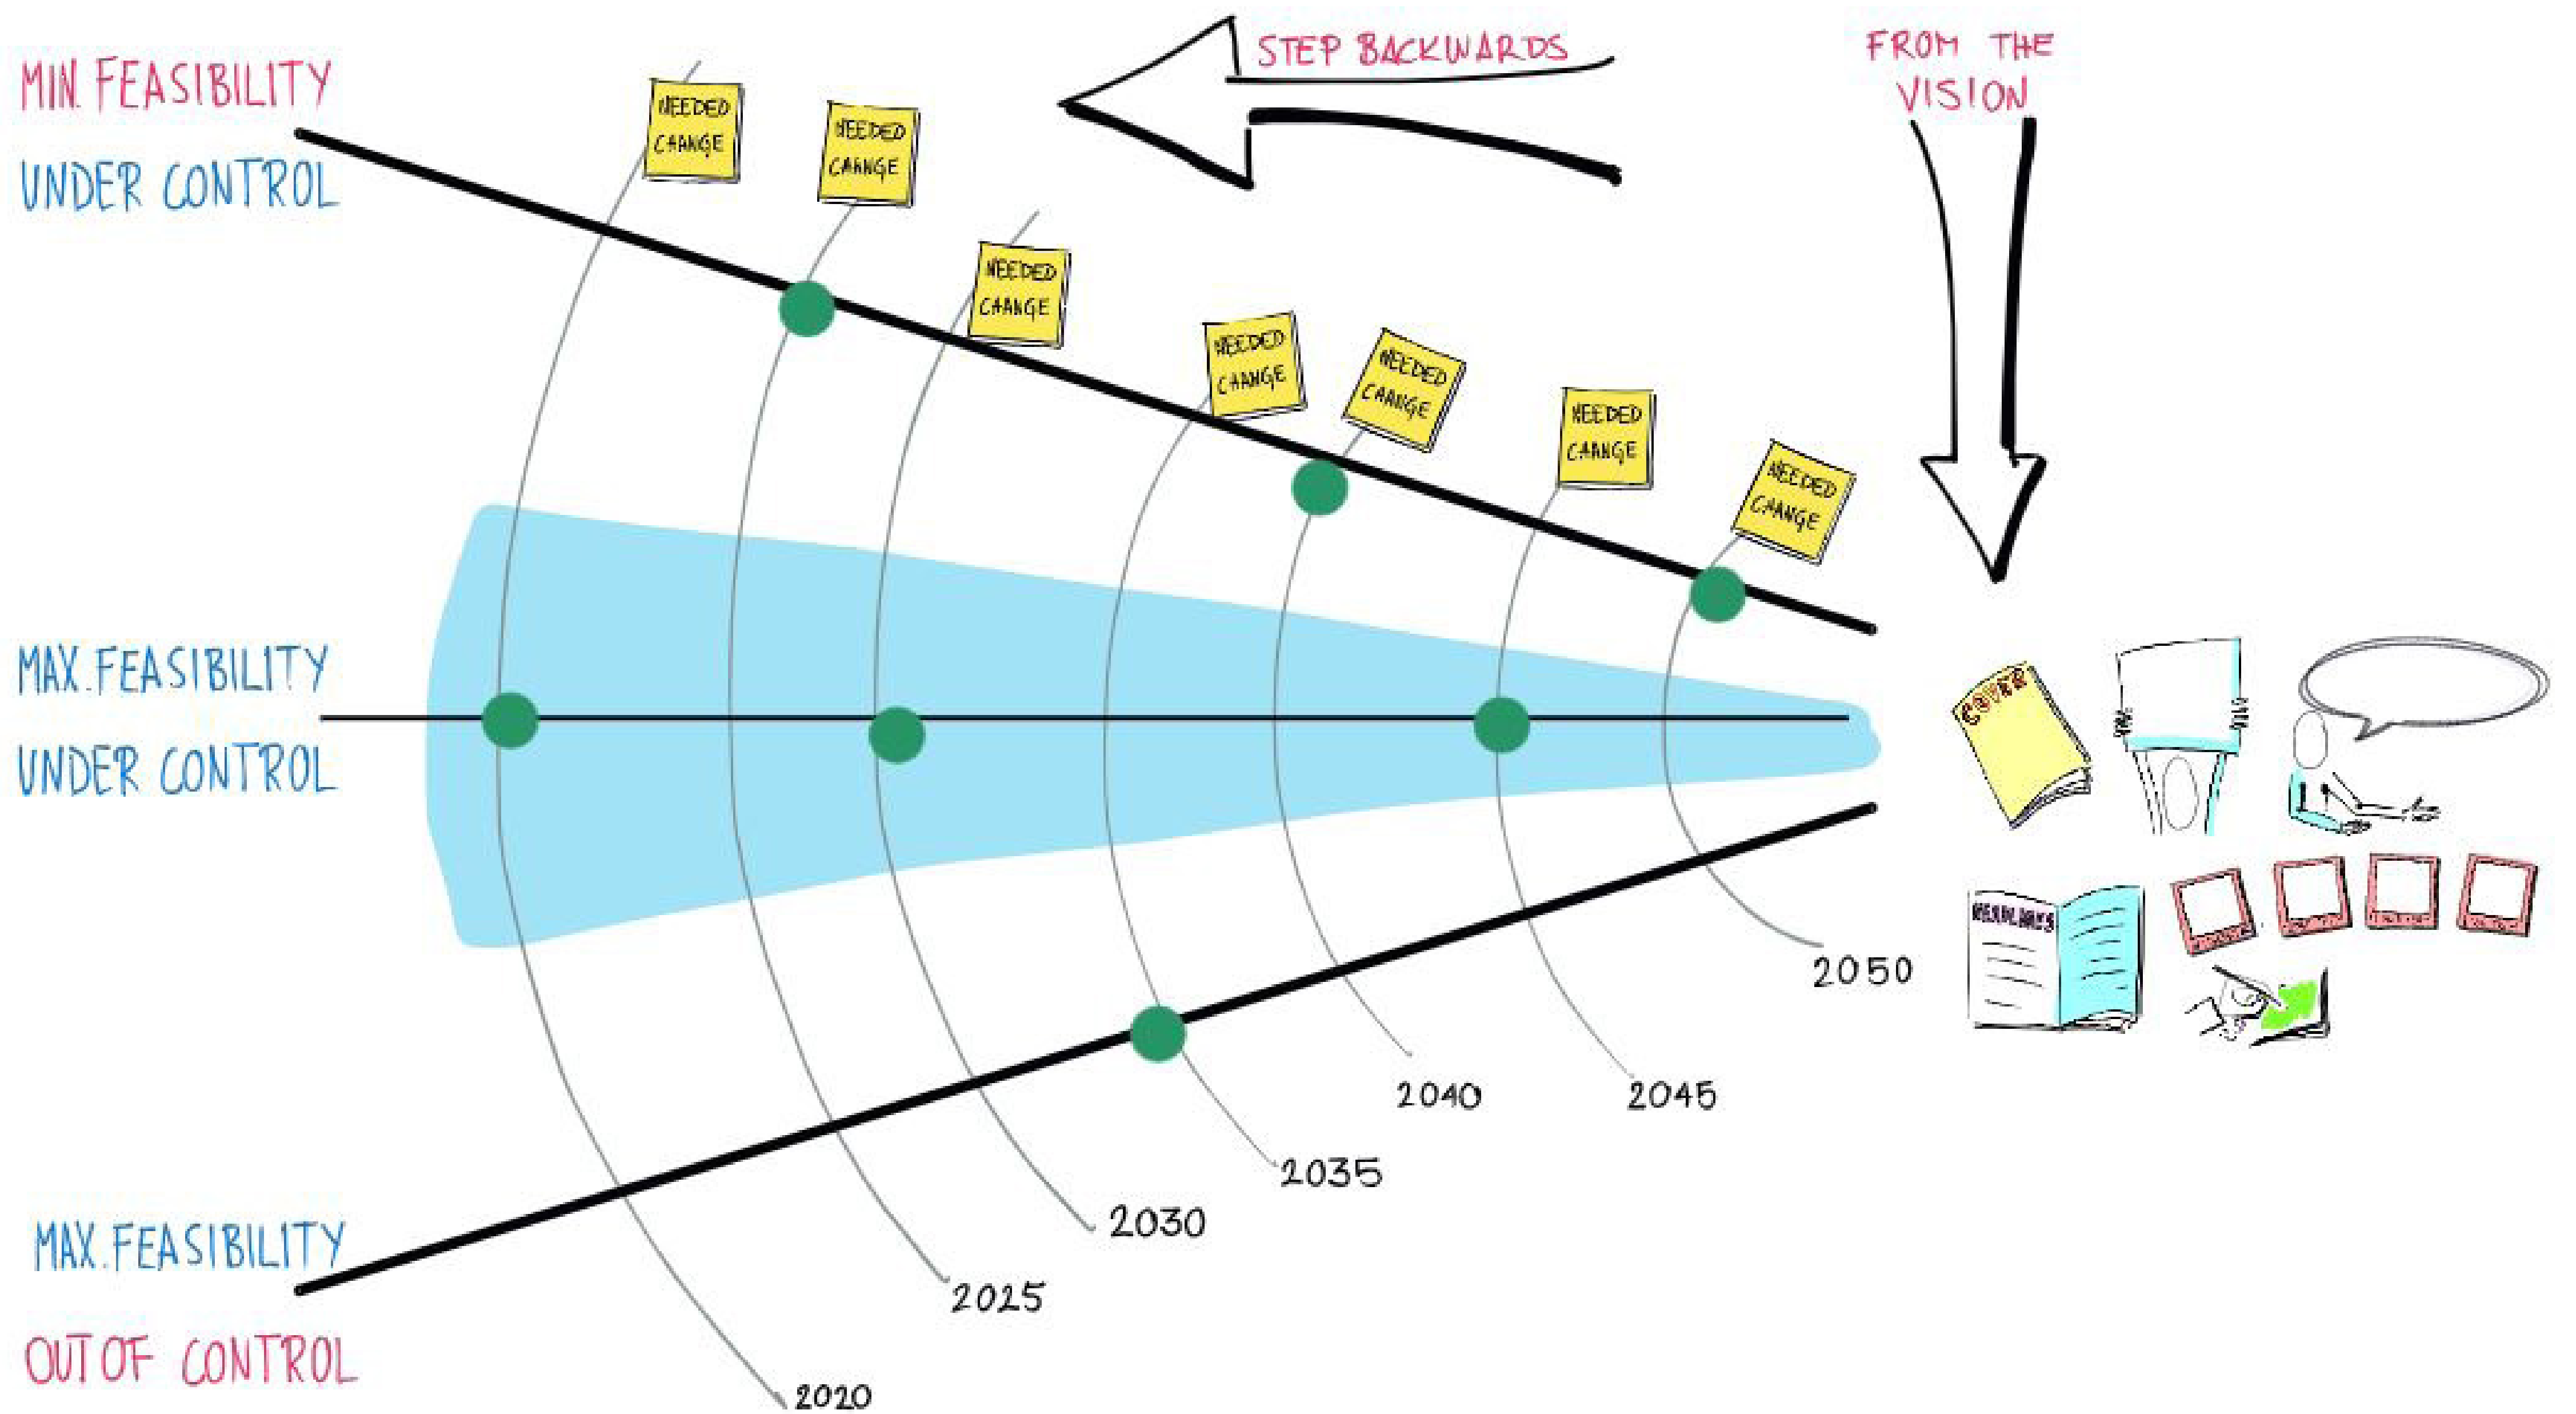 STEP BACKWARDS
FROM THE
VISION
MIN. FEASIBILITY
UNDER CONTROL
NEEDED
CHANGE
NEEDED
CHANGE
NEEDED
CHANGE
NEEDED
CHANGE
NEEDED
CHANGE
NEEDED
CHANGE
NEEDED
CHANGE
MAX. FEASIBILITY
UNDER CONTROL
COVER
HEADLINES
2050
2040
2045
2035
2030
2025
2020
MAX. FEASIBILITY
OUT OF CONTROL